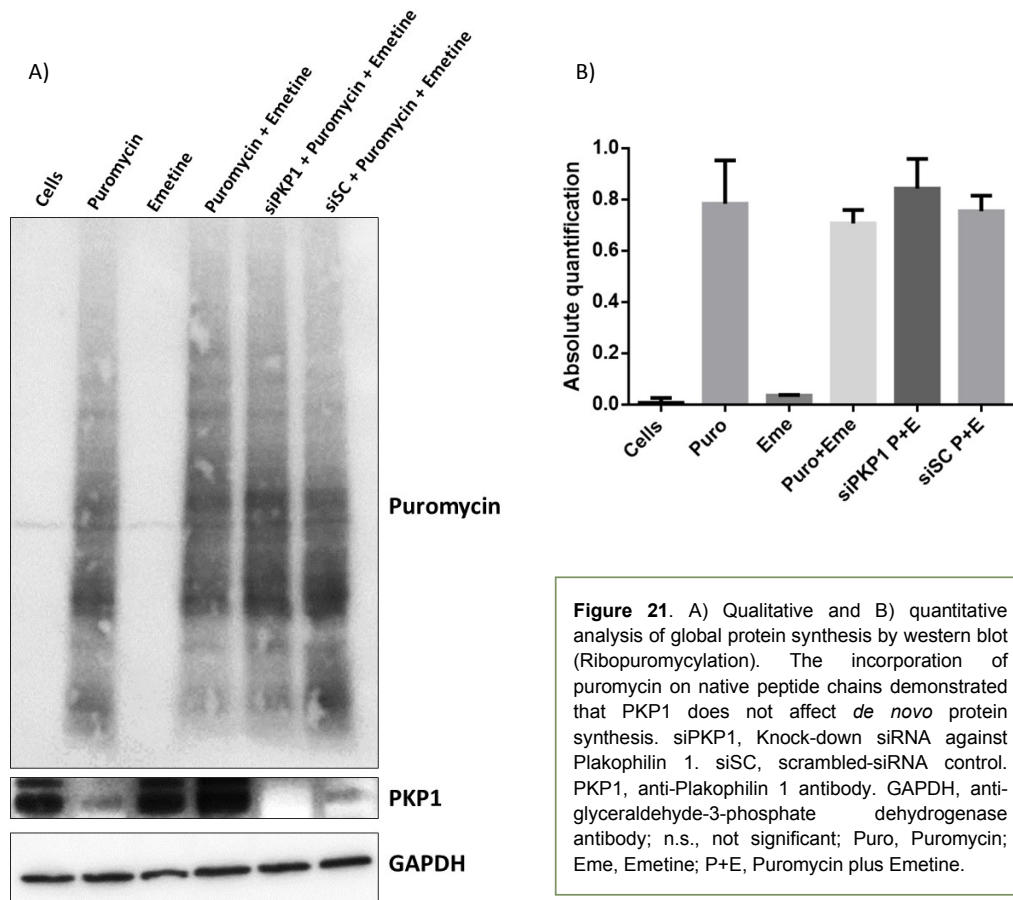 A)
Cells
Puromycin
Emetine
Puromycin + Emetine
siPKP1 + Puromycin + Emetine
siSC + Puromycin + Emetine
Puromycin
PKP1
GAPDH
B)
Absolute quantification
1.0
0.8
0.6
0.4
0.2
0.0
Cells
Puro
Eme
Puro+Eme
siPKP1 P+E
siSC P+E
Figure 21. A) Qualitative and B) quantitative
analysis of global protein synthesis by western blot
(Ribopuromycylation). The incorporation of
puromycin on native peptide chains demonstrated
that PKP1 does not affect de novo protein
synthesis. siPKP1, Knock-down siRNA against
Plakophilin 1. siSC, scrambled-siRNA control.
PKP1, anti-Plakophilin 1 antibody. GAPDH, anti-
glyceraldehyde-3-phosphate dehydrogenase
antibody; n.s., not significant; Puro, Puromycin;
Eme, Emetine; P+E, Puromycin plus Emetine.